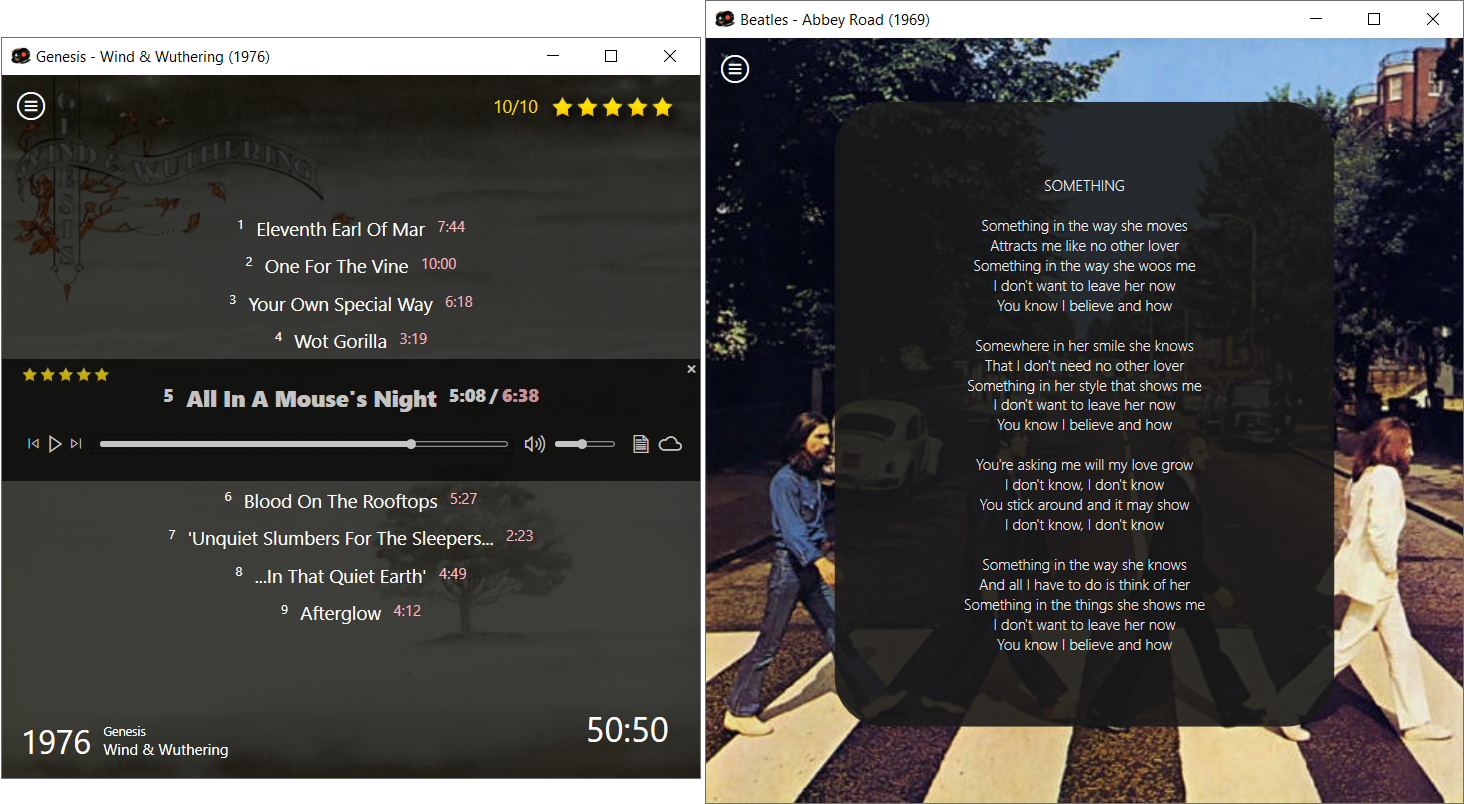 Genesis - Wind & Wuthering (1976)
10/10
GENESIS
WIND & WUTHERING
1 Eleventh Earl Of Mar 7:44
2 One For The Vine 10:00
3 Your Own Special Way 6:18
4 Wot Gorilla 3:19
5 All In A Mouse's Night 5:08 / 6:38
6 Blood On The Rooftops 5:27
7 'Unquiet Slumbers For The Sleepers... 2:23
8 ...In That Quiet Earth' 4:49
9 Afterglow 4:12
1976
Genesis
Wind & Wuthering
50:50
Beatles - Abbey Road (1969)
SOMETHING
Something in the way she moves
Attracts me like no other lover
Something in the way she woos me
I don't want to leave her now
You know I believe and how
Somewhere in her smile she knows
That I don't need no other lover
Something in her style that shows me
I don't want to leave her now
You know I believe and how
You're asking me will my love grow
I don't know, I don't know
You stick around and it may show
I don't know, I don't know
Something in the way she knows
And all I have to do is think of her
Something in the things she shows me
I don't want to leave her now
You know I believe and how